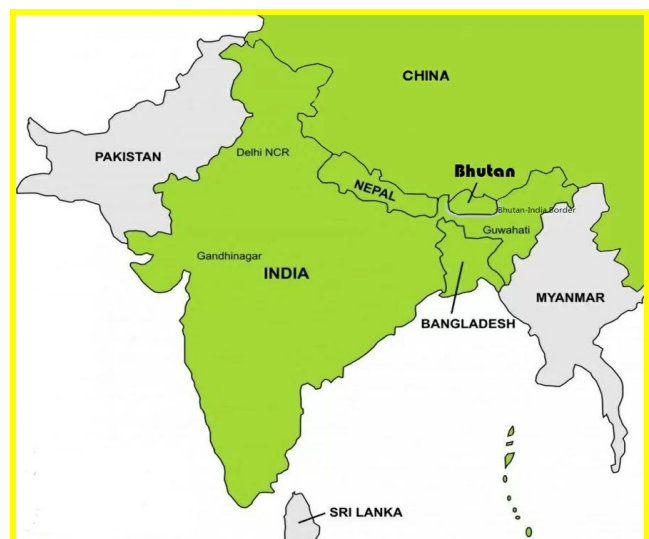 CHINA
Delhi NCR
PAKISTAN
Bhutan
NEPAL
Bhutan-India Border
Guwahati
Gandhinagar
INDIA
MYANMAR
BANGLADESH
SRI LANKA